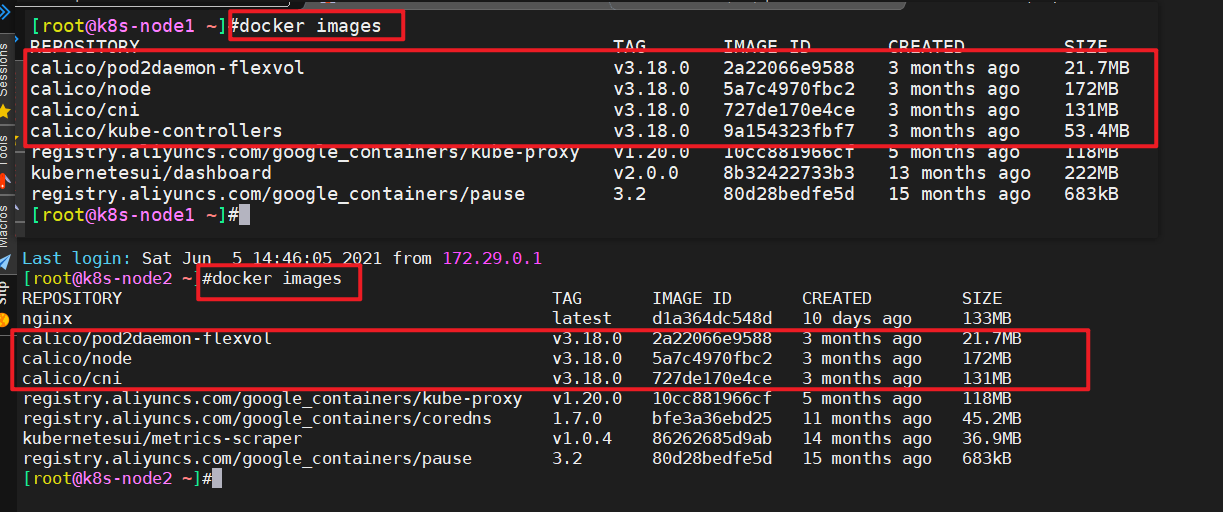 [root@k8s-node1 ~]#docker images
REPOSITORY TAG IMAGE ID CREATED SIZE
calico/pod2daemon-flexvol v3.18.0 2a22066e9588 3 months ago 21.7MB
calico/node v3.18.0 5a7c4970fbc2 3 months ago 172MB
calico/cni v3.18.0 727de170e4ce 3 months ago 131MB
calico/kube-controllers v3.18.0 9a154323fbf7 3 months ago 53.4MB
registry.aliyuncs.com/google_containers/kube-proxy v1.20.0 10cc881966cf 5 months ago 118MB
kubernetesui/dashboard v2.0.0 8b32422733b3 13 months ago 222MB
registry.aliyuncs.com/google_containers/pause 3.2 80d28bedfe5d 15 months ago 683kB
[root@k8s-node1 ~]#
Last login: Sat Jun 5 14:46:05 2021 from 172.29.0.1
[root@k8s-node2 ~]#docker images
REPOSITORY TAG IMAGE ID CREATED SIZE
nginx latest d1a364dc548d 10 days ago 133MB
calico/pod2daemon-flexvol v3.18.0 2a22066e9588 3 months ago 21.7MB
calico/node v3.18.0 5a7c4970fbc2 3 months ago 172MB
calico/cni v3.18.0 727de170e4ce 3 months ago 131MB
registry.aliyuncs.com/google_containers/kube-proxy v1.20.0 10cc881966cf 5 months ago 118MB
registry.aliyuncs.com/google_containers/coredns 1.7.0 bfe3a36ebd25 11 months ago 45.2MB
kubernetesui/metrics-scraper v1.0.4 86262685d9ab 14 months ago 36.9MB
registry.aliyuncs.com/google_containers/pause 3.2 80d28bedfe5d 15 months ago 683kB
[root@k8s-node2 ~]#
Sessions
Tools
Macros